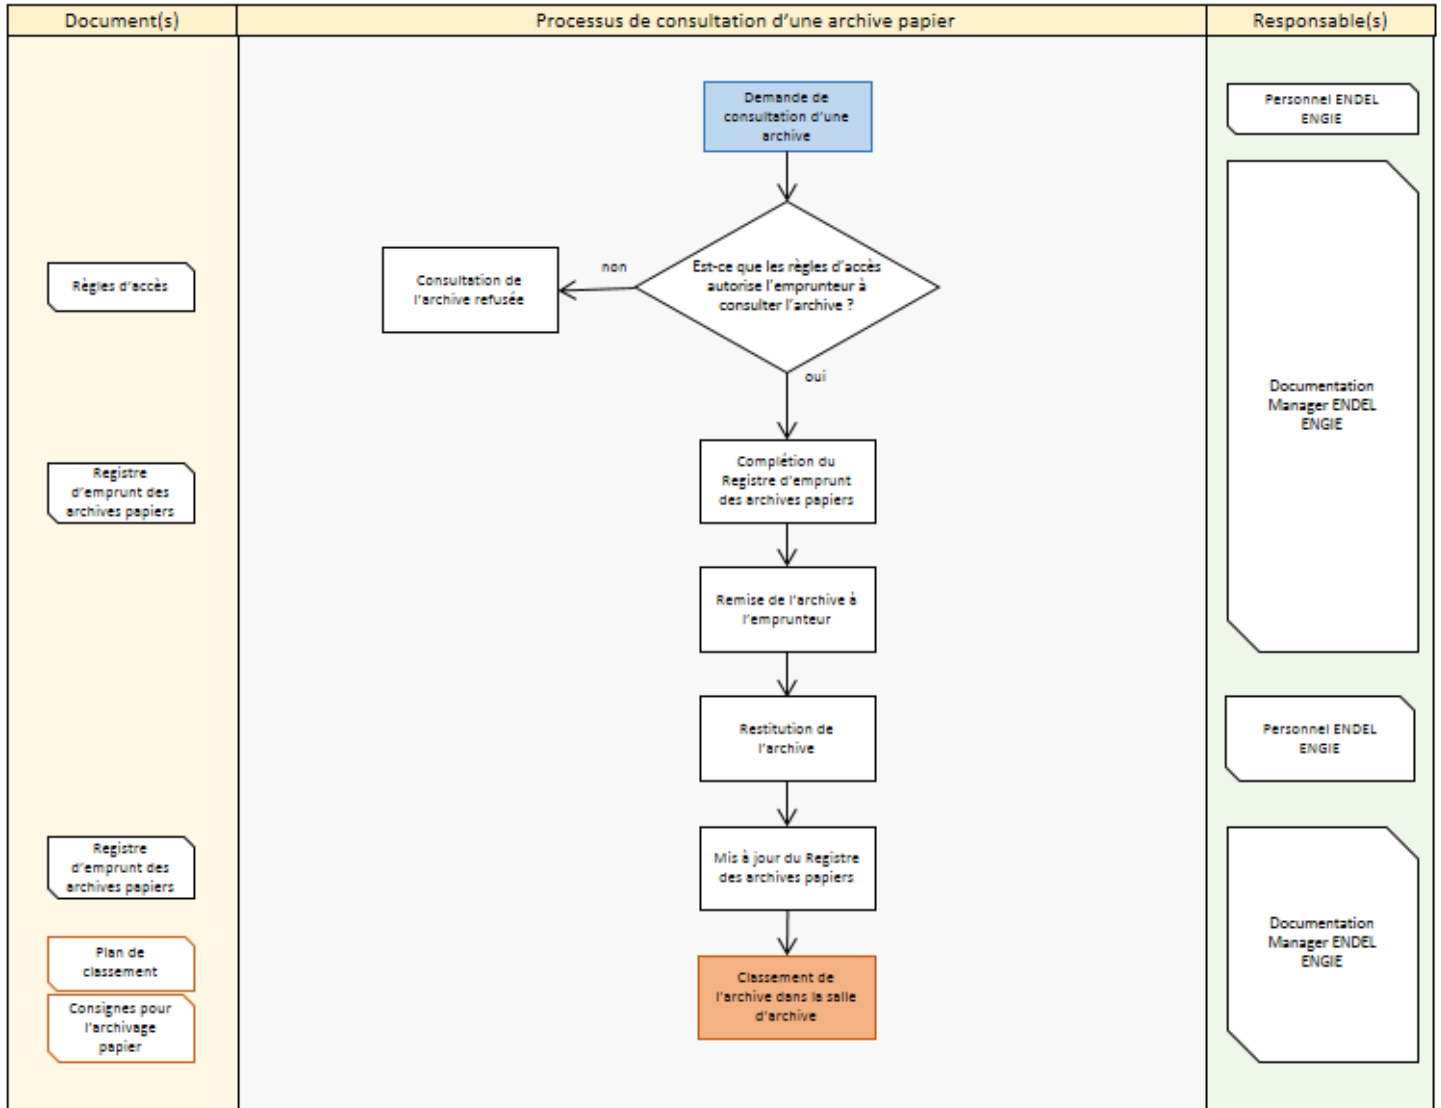 Document(s)
Processus de consultation d’une archive papier
Responsable(s)
Demande de
consultation d’une
archive
Personnel ENDEL
ENGIE
Règles d’accès
Consultation de
l’archive refusée
non
Est-ce que les règles d’accès
autorise l’emprunteur à
consulter l’archive ?
oui
Documentation
Manager ENDEL
ENGIE
Registre
d’emprunt des
archives papiers
Complétion du
Registre d’emprunt
des archives papiers
Remise de l’archive à
l’emprunteur
Restitution de
l’archive
Personnel ENDEL
ENGIE
Registre
d’emprunt des
archives papiers
Mis à jour du Registre
des archives papiers
Documentation
Manager ENDEL
ENGIE
Plan de
classement
Consignes pour
l’archivage
papier
Classement de
l’archive dans la salle
d’archive